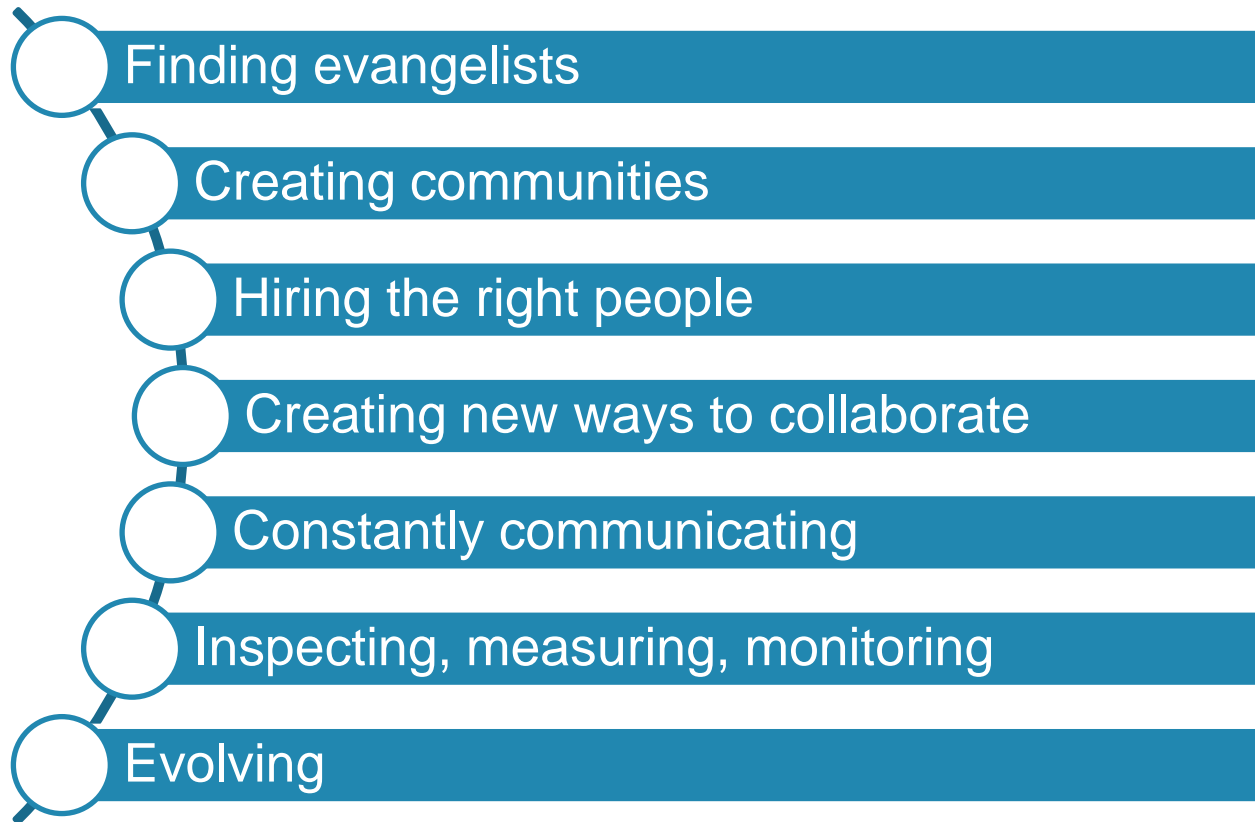 Finding evangelists
Creating communities
Hiring the right people
Creating new ways to collaborate
Constantly communicating
Inspecting, measuring, monitoring
Evolving